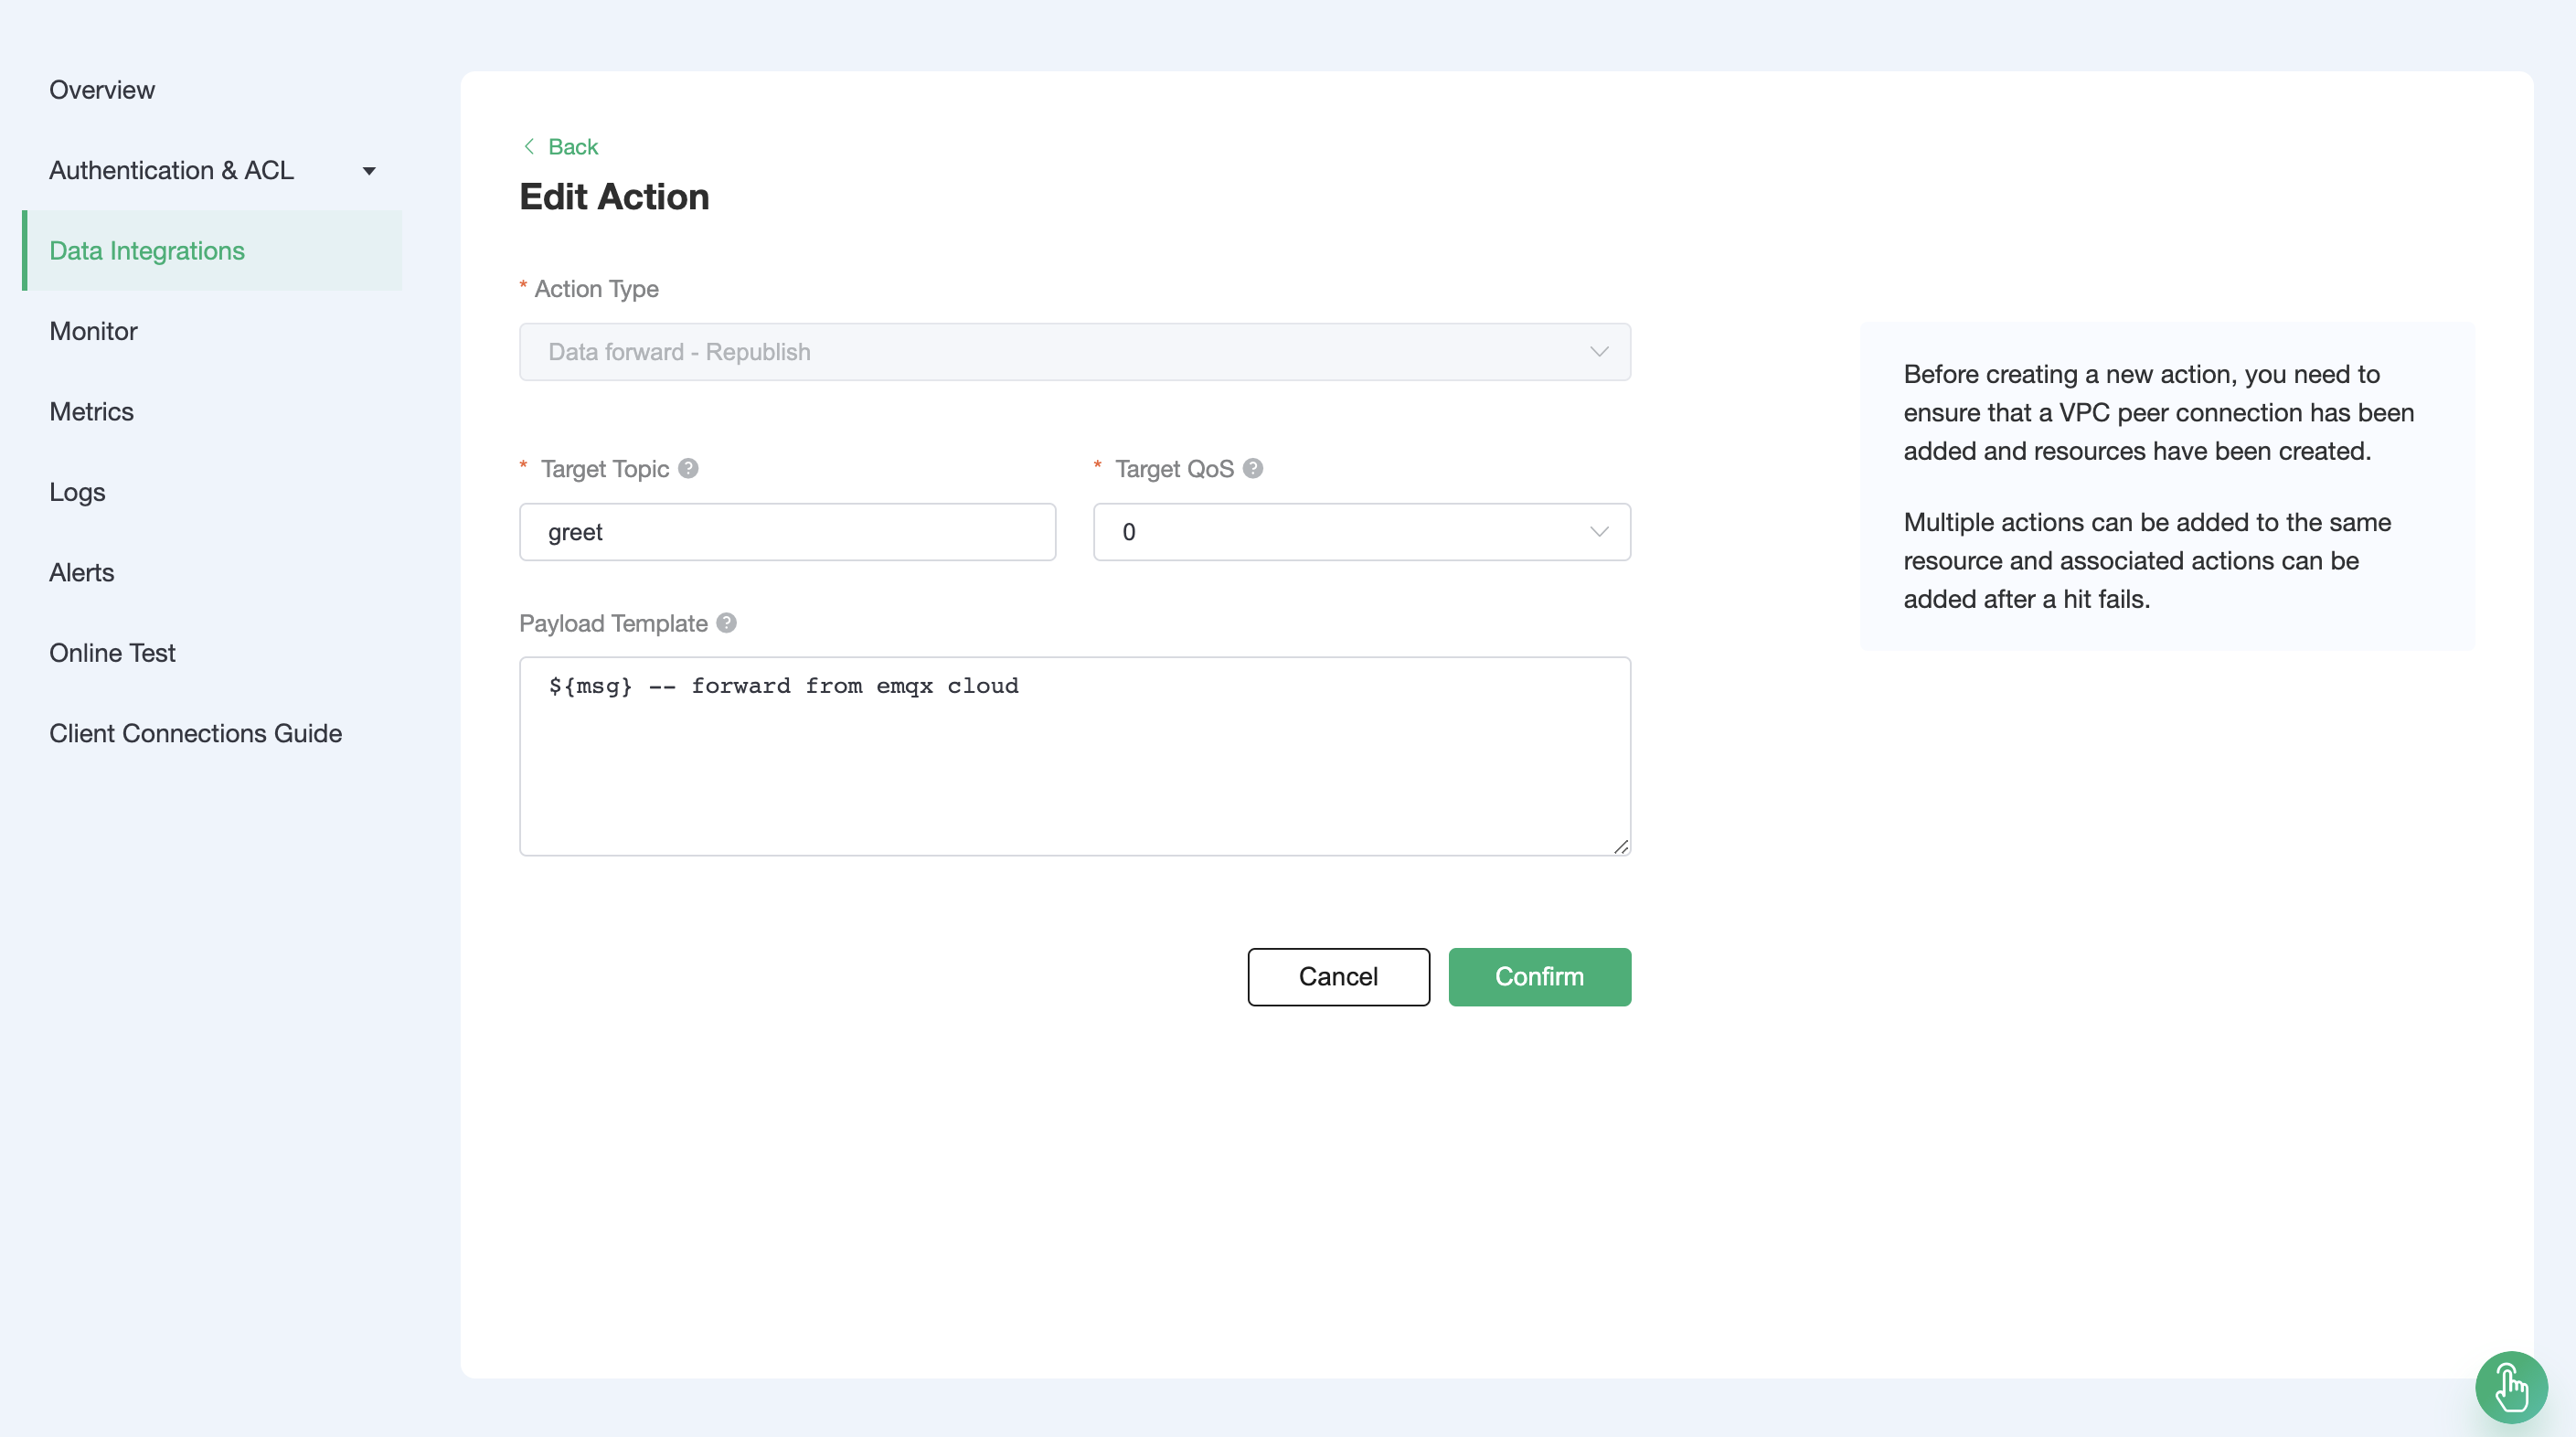 Overview
Authentication & ACL
Data Integrations
Monitor
Metrics
Logs
Alerts
Online Test
Client Connections Guide
Back
Edit Action
* Action Type
Data forward - Republish
* Target Topic ?
greet
* Target QoS ?
0
Payload Template ?
${msg} -- forward from emqx cloud
Cancel
Confirm
Before creating a new action, you need to
ensure that a VPC peer connection has been
added and resources have been created.
Multiple actions can be added to the same
resource and associated actions can be
added after a hit fails.